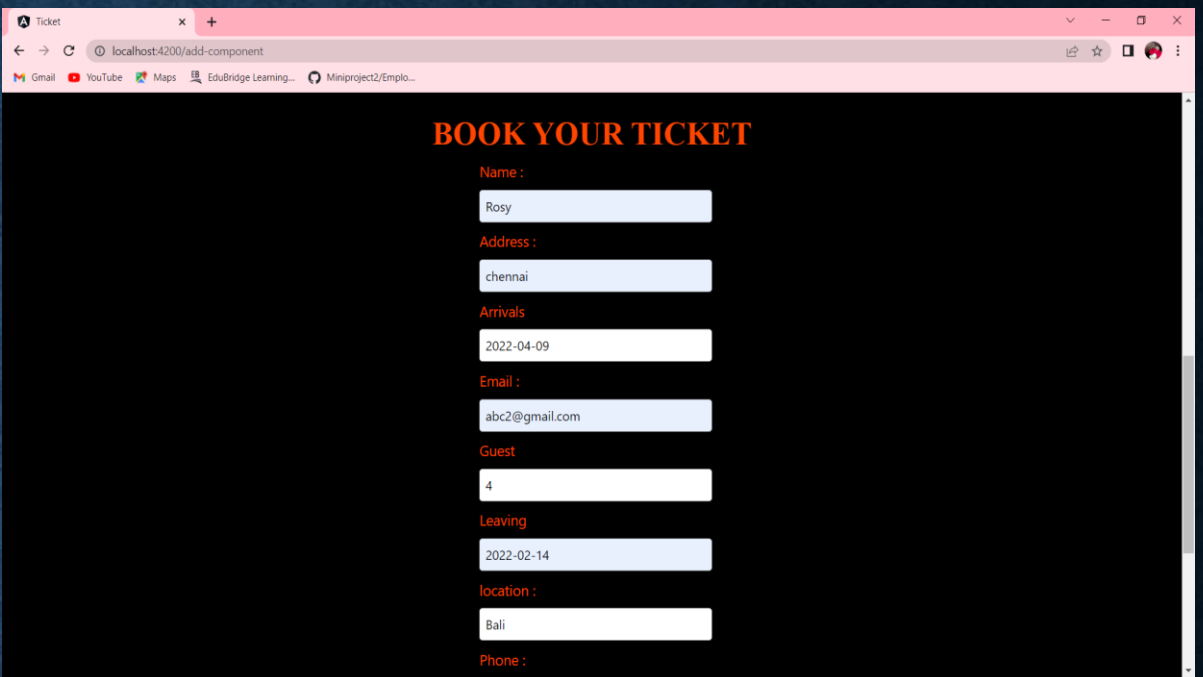 Ticket
localhost:4200/add-component
Gmail YouTube Maps EduBridge Learning... Miniproject2/Emplo...
BOOK YOUR TICKET
Name :
Rosy
Address :
chennai
Arrivals
2022-04-09
Email :
abc2@gmail.com
Guest
4
Leaving
2022-02-14
location :
Bali
Phone :